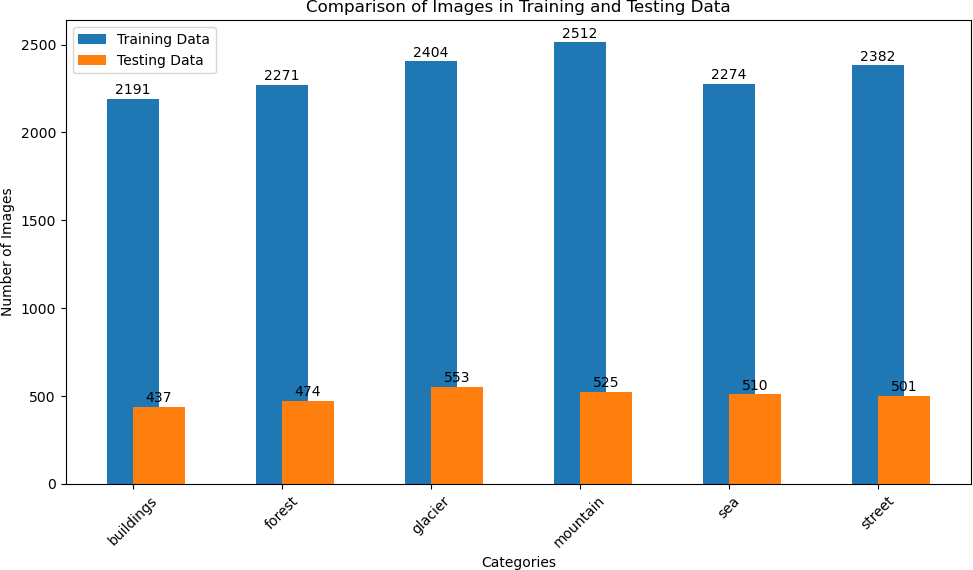 Comparison of Images in Training and Testing Data
Training Data
Testing Data
2191
2271
2404
2512
2274
2382
437
474
553
525
510
501
2500
2000
1500
1000
500
0
Number of Images
buildings
forest
glacier
mountain
sea
street
Categories